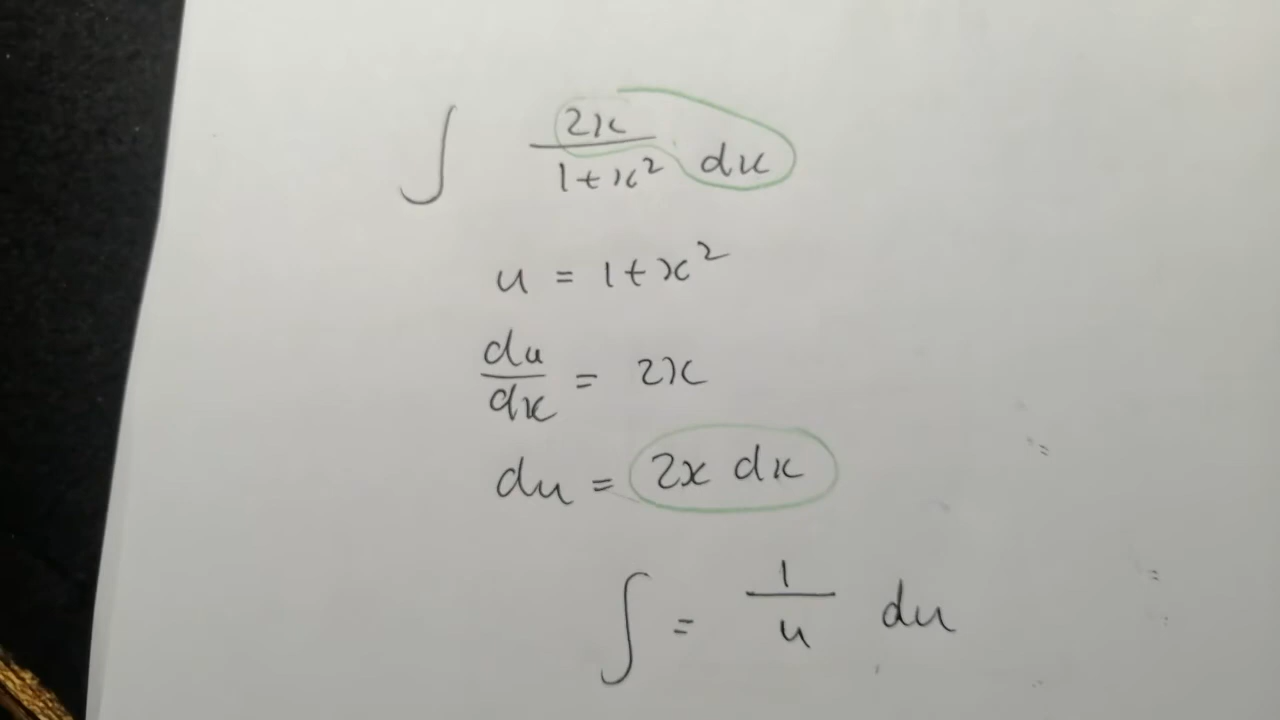 ∫ 2x/(1+x²) dx
u = 1+x²
du/dx = 2x
du = 2x dx
∫ = 1/u du